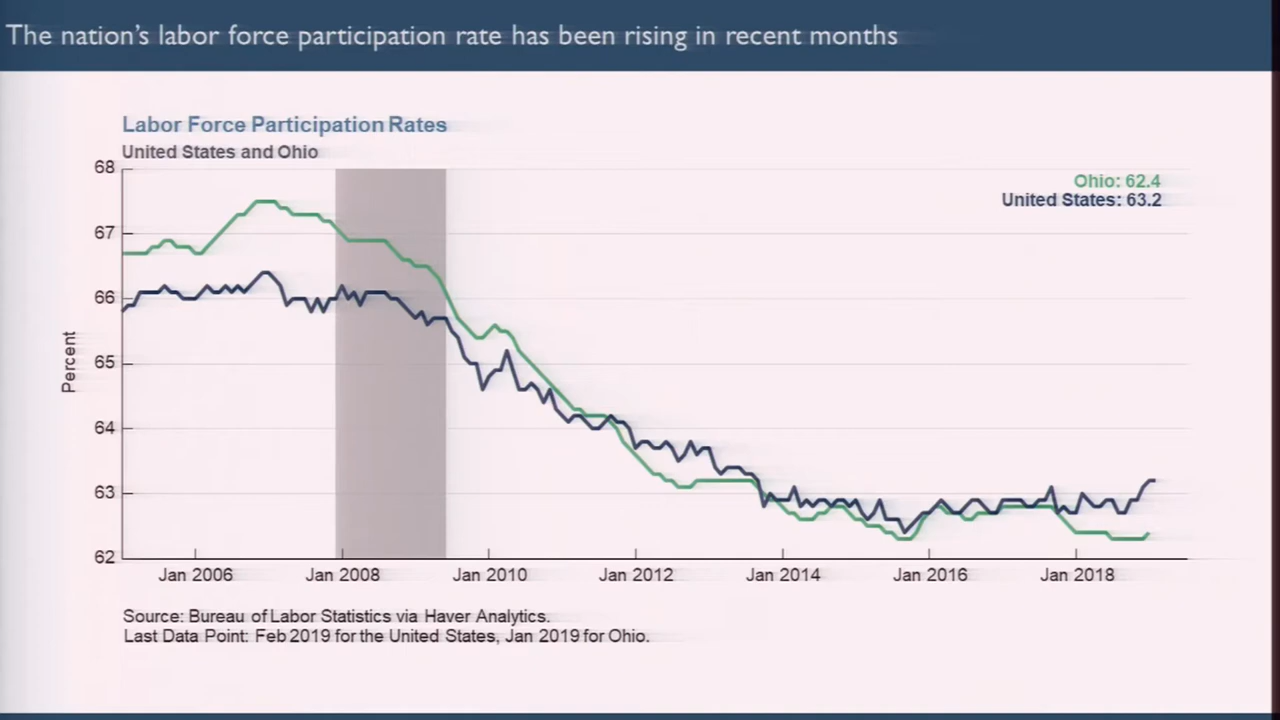 The nation's labor force participation rate has been rising in recent months
Labor Force Participation Rates
United States and Ohio
Ohio: 62.4
United States: 63.2
68
67
66
65
64
63
62
Percent
Jan 2006 Jan 2008 Jan 2010 Jan 2012 Jan 2014 Jan 2016 Jan 2018
Source: Bureau of Labor Statistics via Haver Analytics.
Last Data Point: Feb 2019 for the United States, Jan 2019 for Ohio.